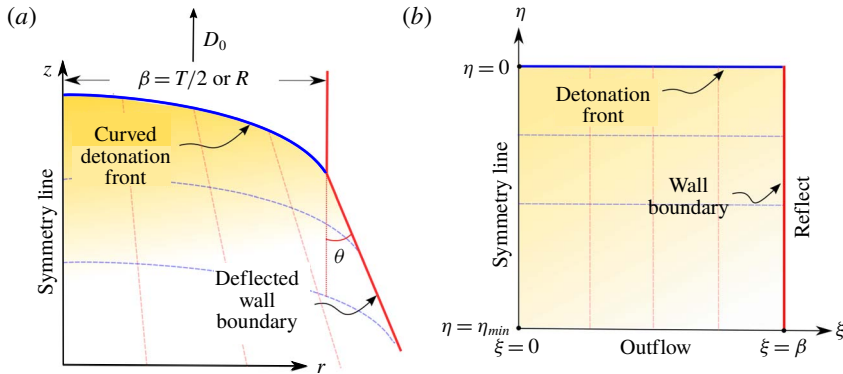 (a)
D₀
z
β = T/2 or R
Curved
detonation
front
Symmetry line
θ
Deflected
wall
boundary
r
(b)
η
η = 0
Detonation
front
Symmetry line
Wall
boundary
Reflect
η = ηₘᵢₙ
ξ = 0
Outflow
ξ = β
ξ